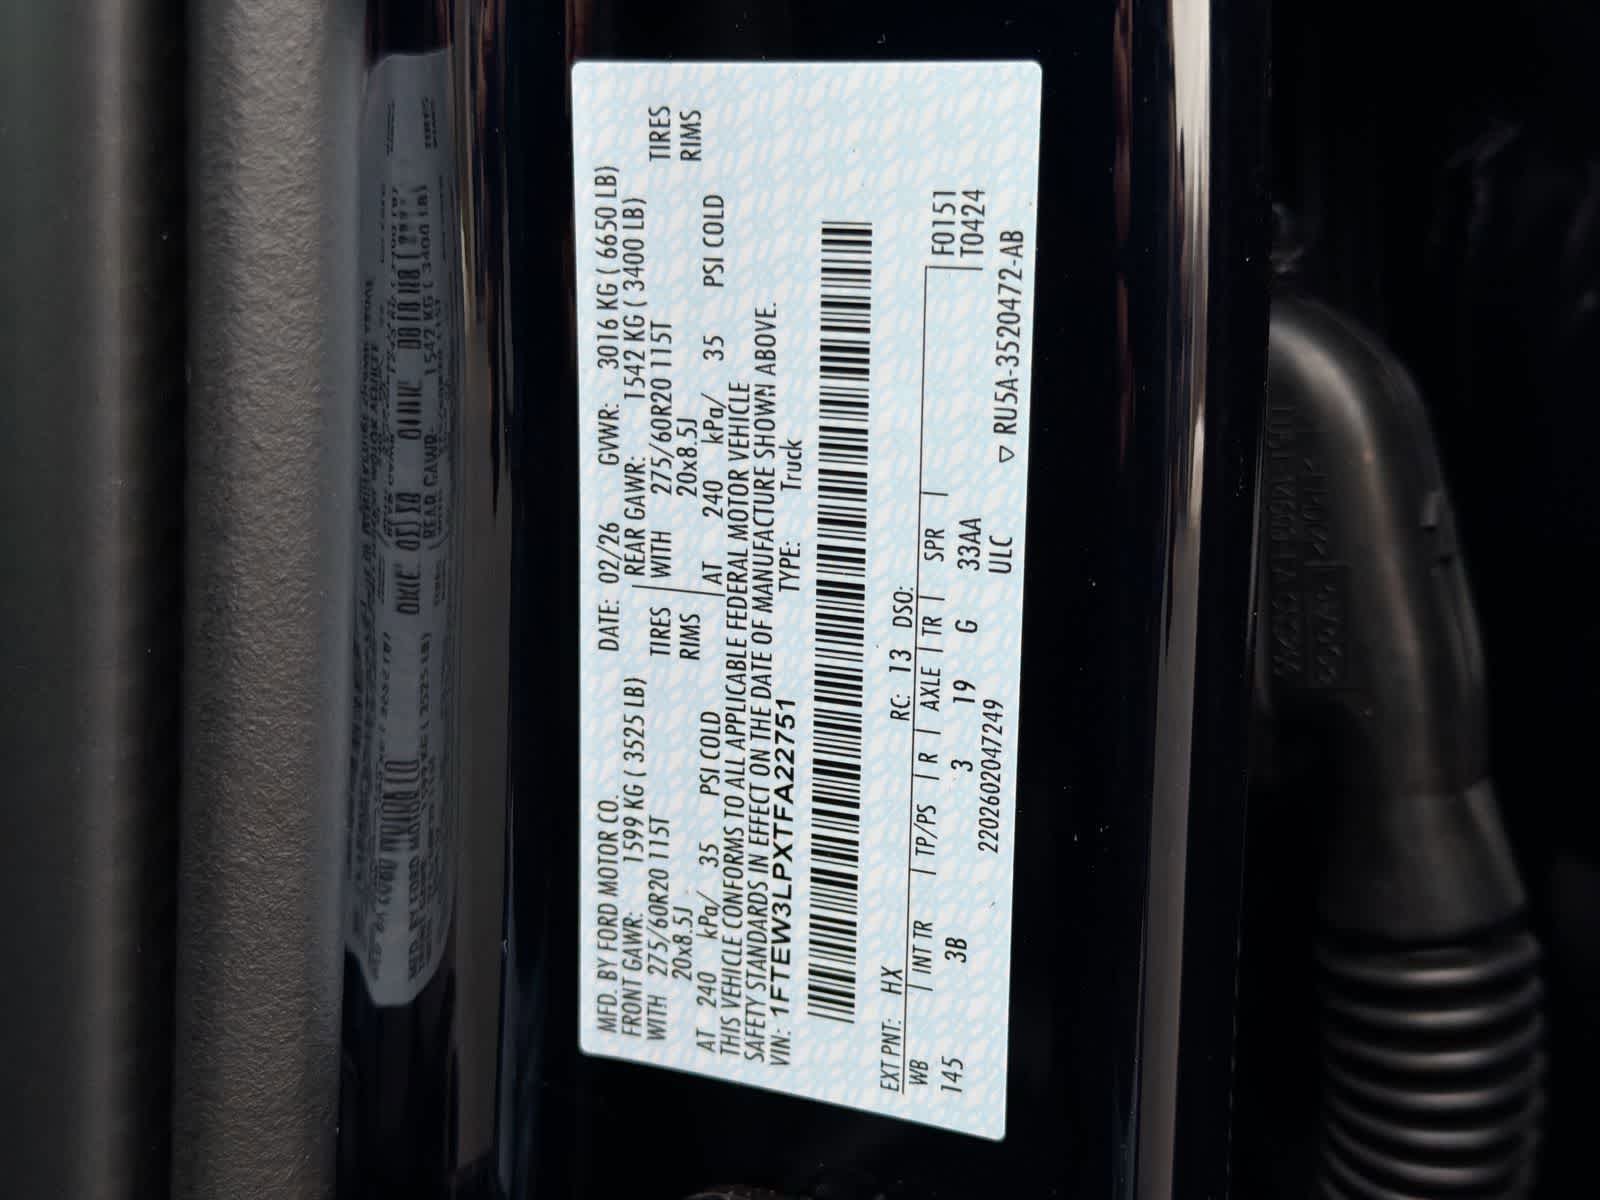 MFD. BY FORD MOTOR CO. DATE: 02/26 GVWR: 3016 KG ( 6650 LB)
FRONT GAWR: 1599 KG ( 3525 LB) REAR GAWR: 1542 KG ( 3400 LB)
WITH 275/60R20 115T TIRES WITH 275/60R20 115T TIRES
20x8.5J RIMS 20x8.5J RIMS
AT 240 kPa/ 35 PSI COLD AT 240 kPa/ 35 PSI COLD
THIS VEHICLE CONFORMS TO ALL APPLICABLE FEDERAL MOTOR VEHICLE
SAFETY STANDARDS IN EFFECT ON THE DATE OF MANUFACTURE SHOWN ABOVE.
VIN: 1FTEW3LPXTFA22751 TYPE: Truck
EXT PNT: HX RC: 13 DSO:
WB INT TR TP/PS R AXLE TR SPR F0151
145 3B 3 19 G 33AA T0424
22026020472​49 ULC
▽ RU5A-3520472-AB